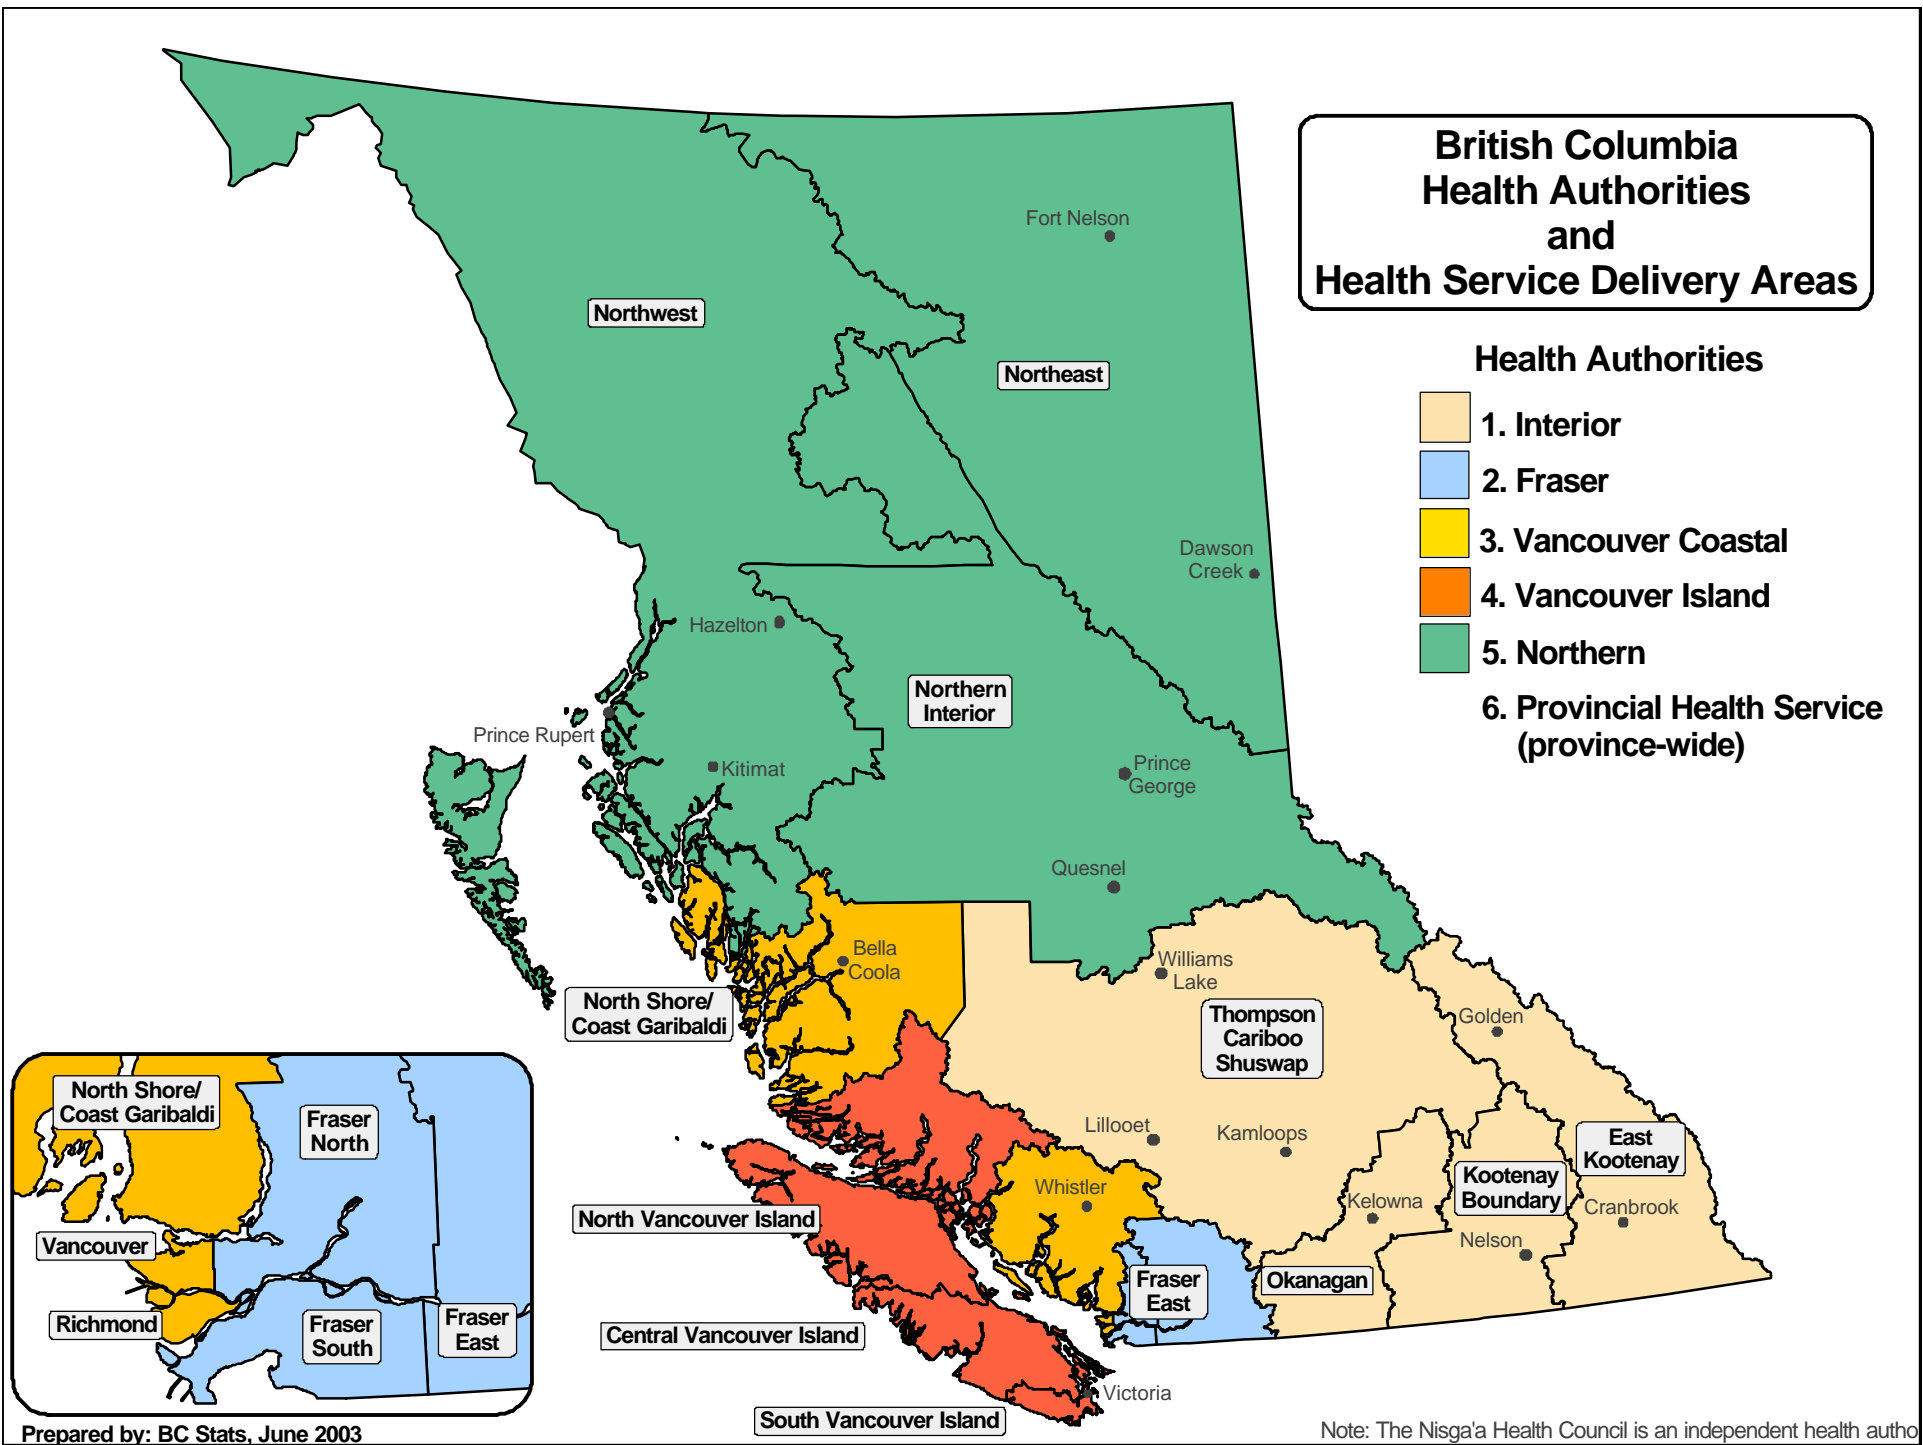 British Columbia
Health Authorities
and
Health Service Delivery Areas
Health Authorities
1. Interior
2. Fraser
3. Vancouver Coastal
4. Vancouver Island
5. Northern
6. Provincial Health Service
(province-wide)
Fort Nelson
Northwest
Northeast
Dawson
Creek
Hazelton
Northern
Interior
Prince Rupert
Kitimat
Prince
George
Quesnel
Bella
Coola
Williams
Lake
North Shore/
Coast Garibaldi
Thompson
Cariboo
Shuswap
Golden
Lillooet
Kamloops
East
Kootenay
Kootenay
Boundary
Whistler
Kelowna
Cranbrook
North Vancouver Island
Nelson
Fraser
East
Okanagan
Central Vancouver Island
Victoria
South Vancouver Island
North Shore/
Coast Garibaldi
Fraser
North
Vancouver
Richmond
Fraser
South
Fraser
East
Prepared by: BC Stats, June 2003
Note: The Nisga'a Health Council is an independent health autho